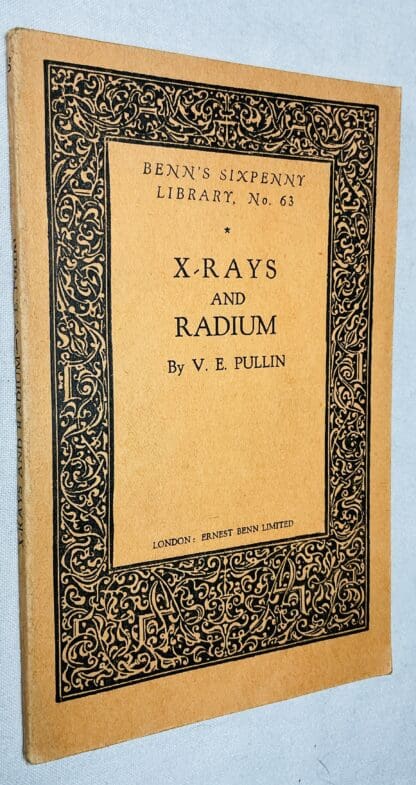 BENN'S SIXPENNY
LIBRARY, No. 63
X-RAYS
AND
RADIUM
By V. E. PULLIN
LONDON: ERNEST BENN LIMITED
X-RAYS AND RADIUM—V. E. PULLIN